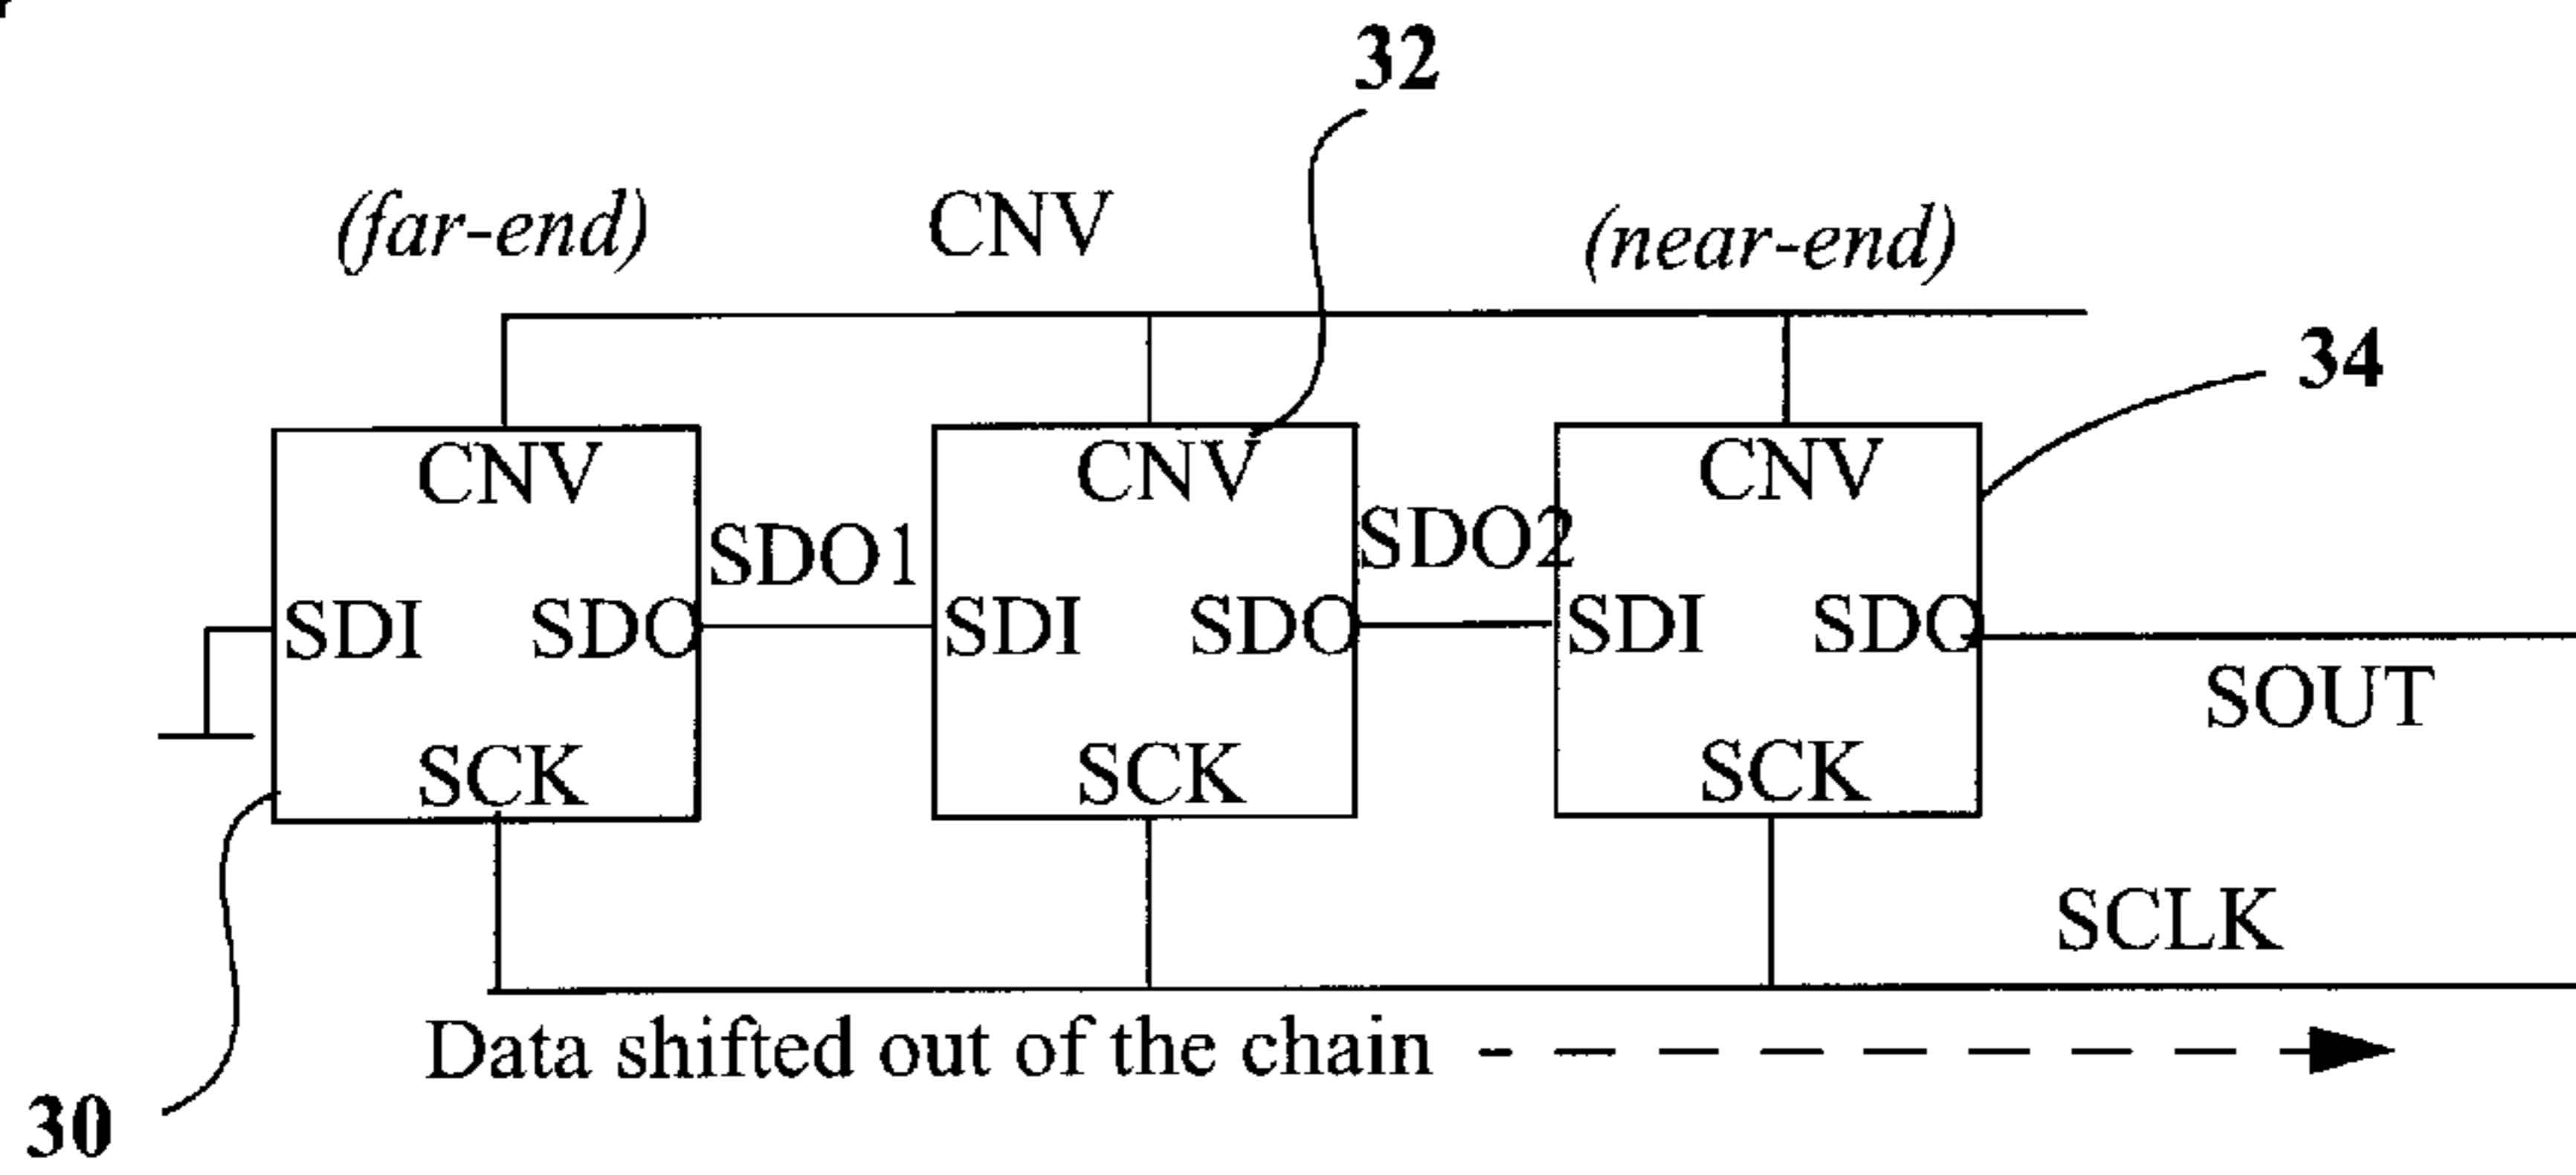 32
(far-end) CNV (near-end)
34
CNV CNV CNV
SDO1 SDO2
SDI SDO SDI SDO SDI SDO
SOUT
SCK SCK SCK
SCLK
Data shifted out of the chain
30